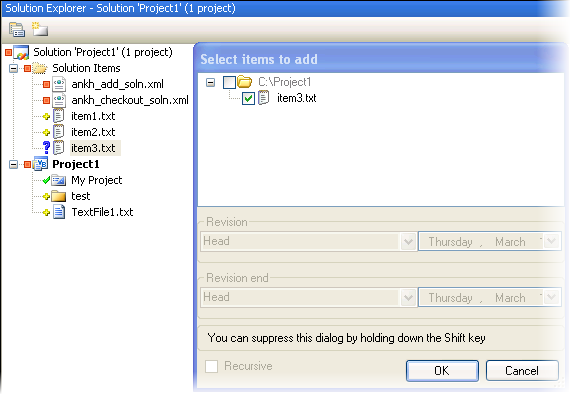 Solution Explorer - Solution 'Project1' (1 project)
Solution 'Project1' (1 project)
Solution Items
ankh_add_soln.xml
ankh_checkout_soln.xml
item1.txt
item2.txt
item3.txt
Project1
My Project
test
TextFile1.txt
Select items to add
C:\Project1
item3.txt
Revision
Head
Thursday , March
Revision end
Head
Thursday , March
You can suppress this dialog by holding down the Shift key
Recursive
OK
Cancel